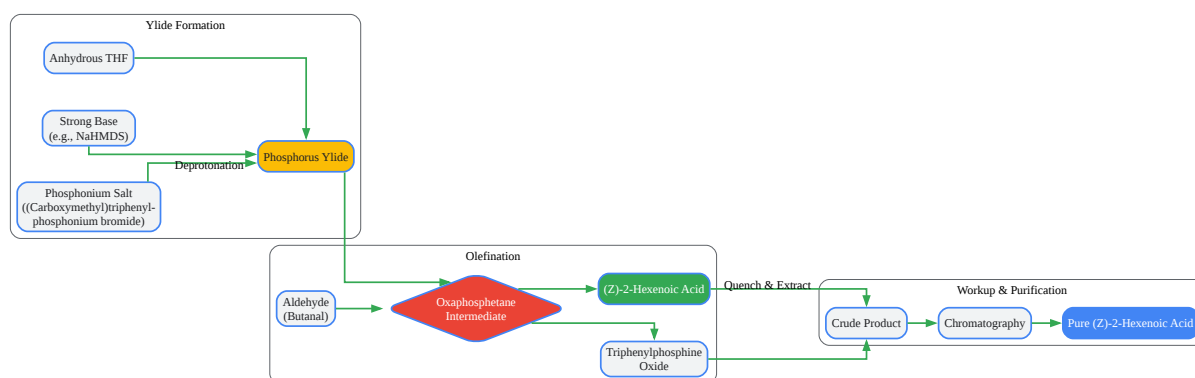 Ylide Formation
Anhydrous THF
Strong Base
(e.g., NaHMDS)
Phosphorus Ylide
Deprotonation
Phosphonium Salt
((Carboxymethyl)triphenyl-
phosphonium bromide)
Olefination
Aldehyde
(Butanal)
Oxaphosphetane
Intermediate
(Z)-2-Hexenoic Acid
Triphenylphosphine
Oxide
Quench & Extract
Workup & Purification
Crude Product
Chromatography
Pure (Z)-2-Hexenoic Acid